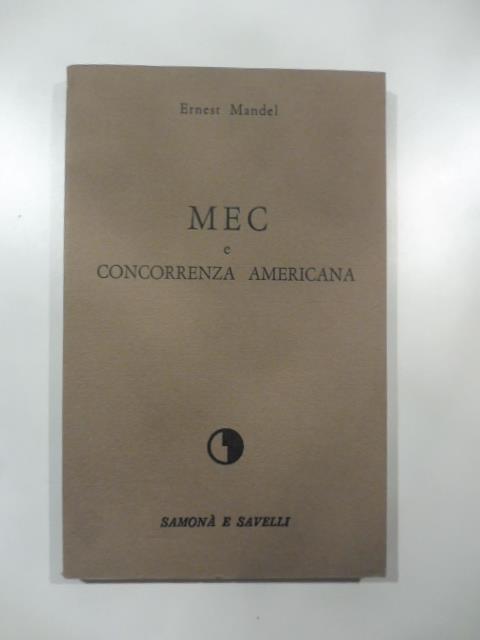 Ernest Mandel
MEC
e
CONCORRENZA AMERICANA
SAMONÀ E SAVELLI